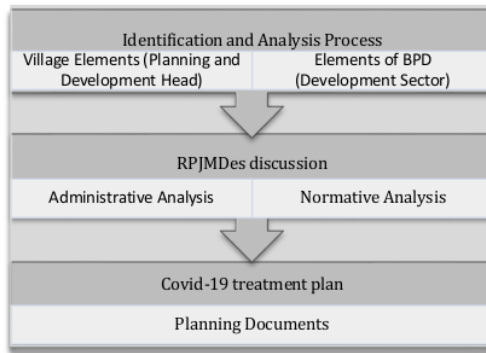 Identification and Analysis Process
Village Elements (Planning and
Development Head)
Elements of BPD
(Development Sector)
RPJMDes discussion
Administrative Analysis
Normative Analysis
Covid-19 treatment plan
Planning Documents